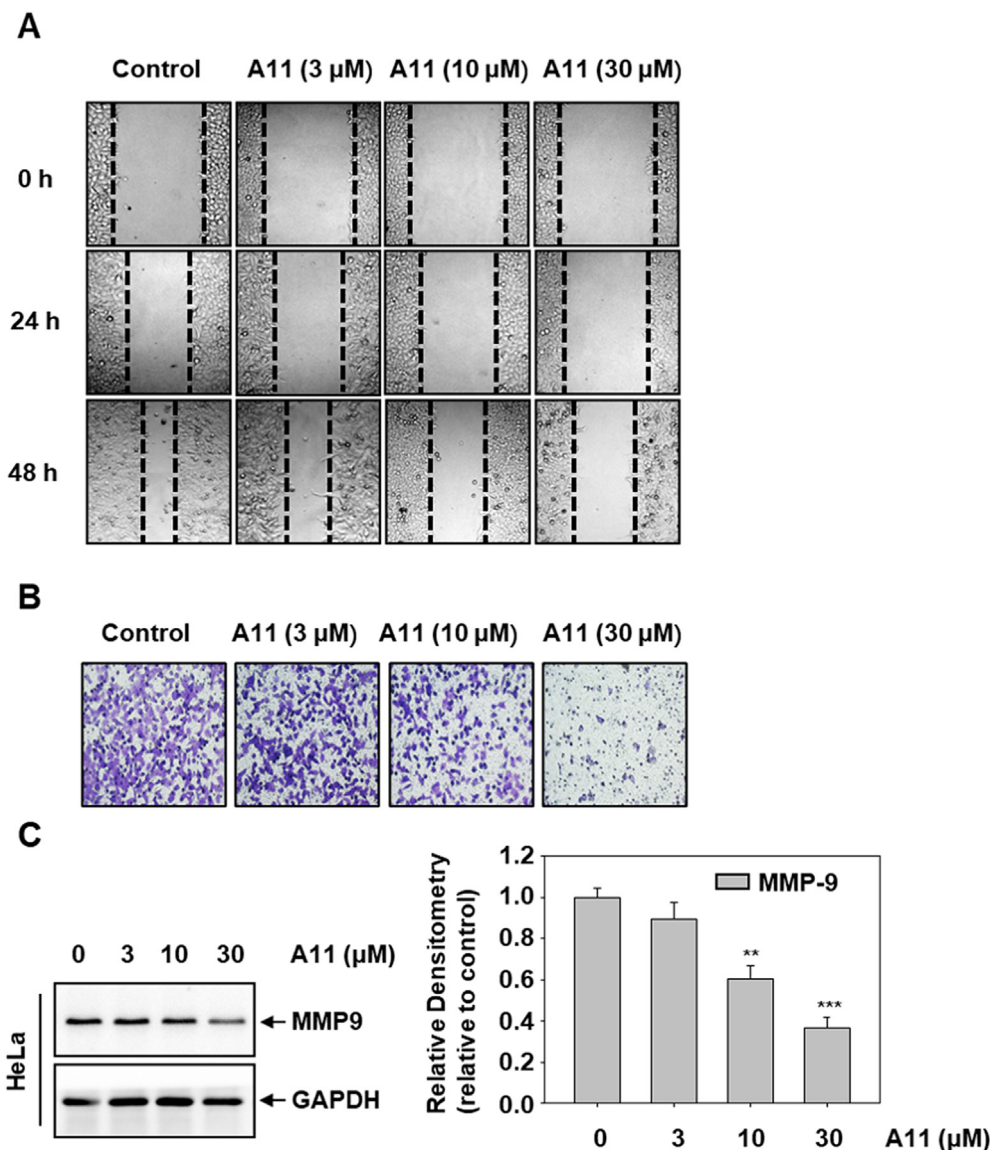 A
Control A11 (3 µM) A11 (10 µM) A11 (30 µM)
0 h
24 h
48 h
B
Control A11 (3 µM) A11 (10 µM) A11 (30 µM)
C
0 3 10 30 A11 (µM)
HeLa
MMP9
GAPDH
Relative Densitometry
(relative to control)
1.2
1.0
0.8
0.6
0.4
0.2
0.0
MMP-9
**
***
0 3 10 30 A11 (µM)